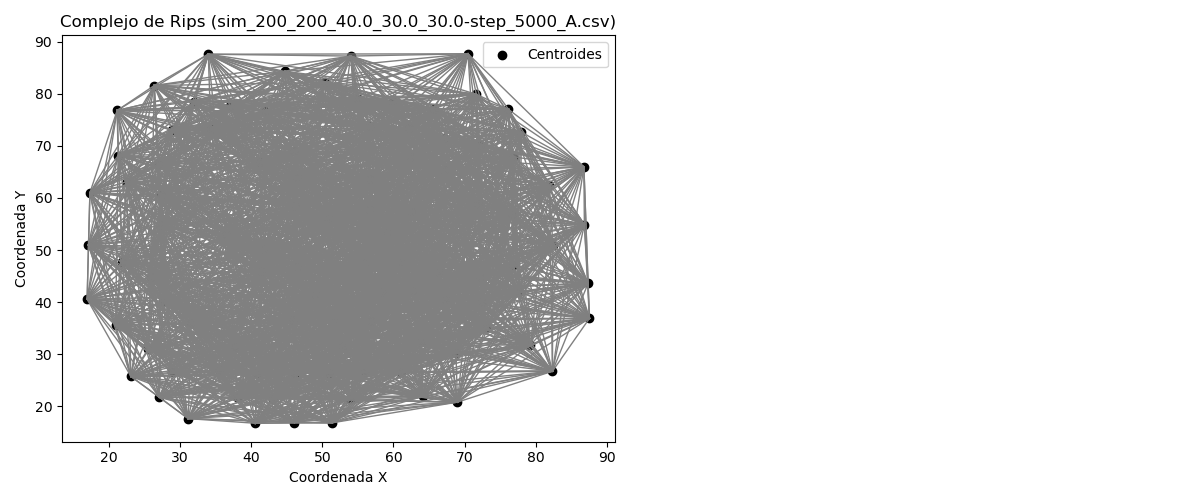 Complejo de Rips (sim_200_200_40.0_30.0_30.0-step_5000_A.csv)
Centroides
90
80
70
60
50
40
30
20
Coordenada Y
20 30 40 50 60 70 80 90
Coordenada X